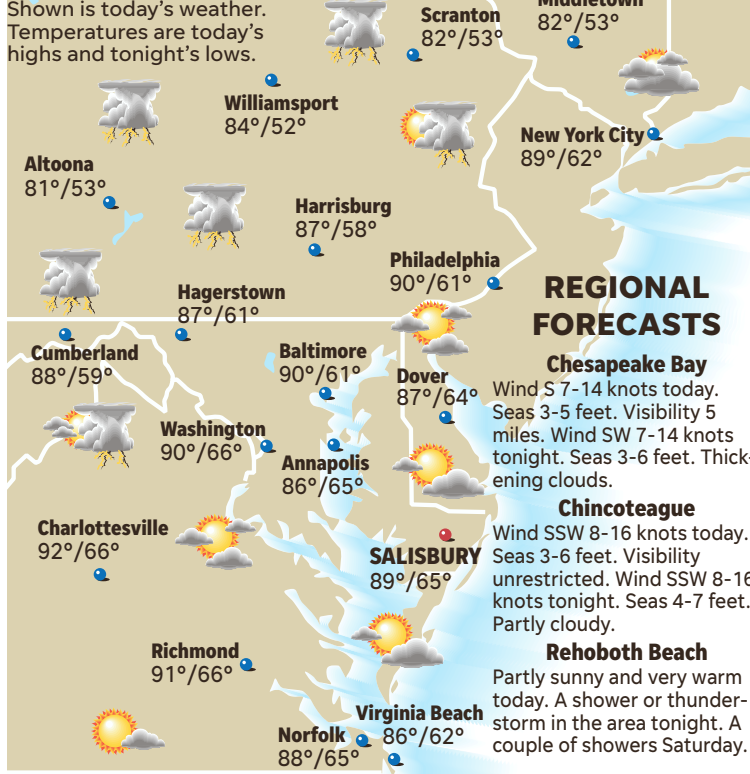 Shown is today's weather.
Temperatures are today's
highs and tonight's lows.
Scranton
82°/53°
Middletown
82°/53°
Williamsport
84°/52°
New York City
89°/62°
Altoona
81°/53°
Harrisburg
87°/58°
Philadelphia
90°/61°
Hagerstown
87°/61°
Cumberland
88°/59°
Baltimore
90°/61°
Dover
87°/64°
Washington
90°/66°
Annapolis
86°/65°
Charlottesville
92°/66°
SALISBURY
89°/65°
Richmond
91°/66°
Virginia Beach
86°/62°
Norfolk
88°/65°
REGIONAL
FORECASTS
Chesapeake Bay
Wind S 7-14 knots today.
Seas 3-5 feet. Visibility 5
miles. Wind SW 7-14 knots
tonight. Seas 3-6 feet. Thick-
ening clouds.
Chincoteague
Wind SSW 8-16 knots today.
Seas 3-6 feet. Visibility
unrestricted. Wind SSW 8-16
knots tonight. Seas 4-7 feet.
Partly cloudy.
Rehoboth Beach
Partly sunny and very warm
today. A shower or thunder-
storm in the area tonight. A
couple of showers Saturday.